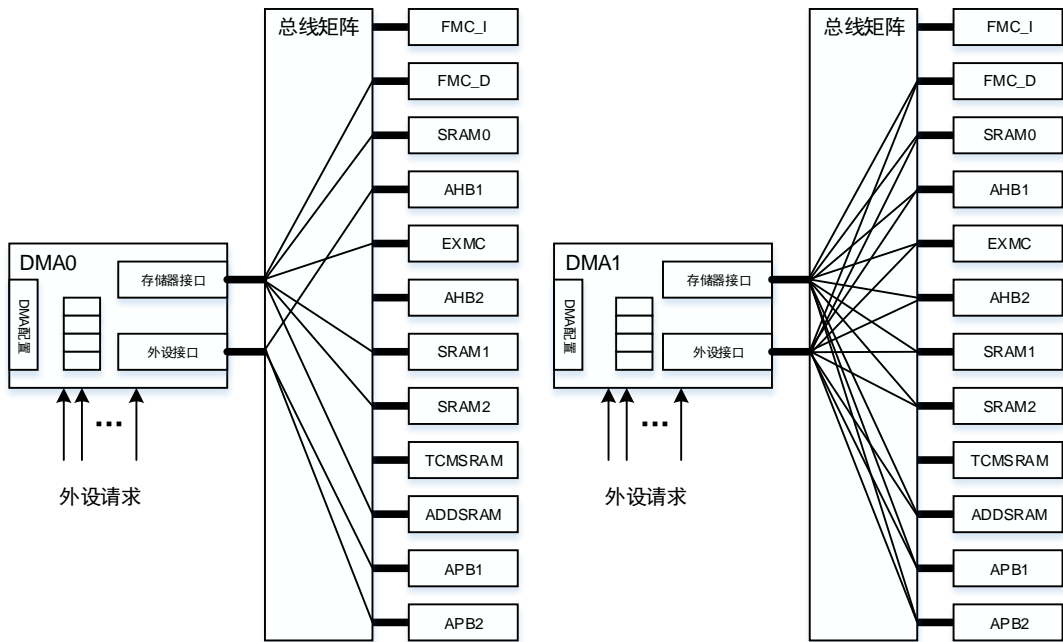 总线矩阵
FMC_I
FMC_D
SRAM0
AHB1
EXMC
AHB2
SRAM1
SRAM2
TCMSRAM
ADDSRAM
APB1
APB2
DMA0
DMA配置
存储器接口
外设接口
...
外设请求
总线矩阵
FMC_I
FMC_D
SRAM0
AHB1
EXMC
AHB2
SRAM1
SRAM2
TCMSRAM
ADDSRAM
APB1
APB2
DMA1
DMA配置
存储器接口
外设接口
...
外设请求